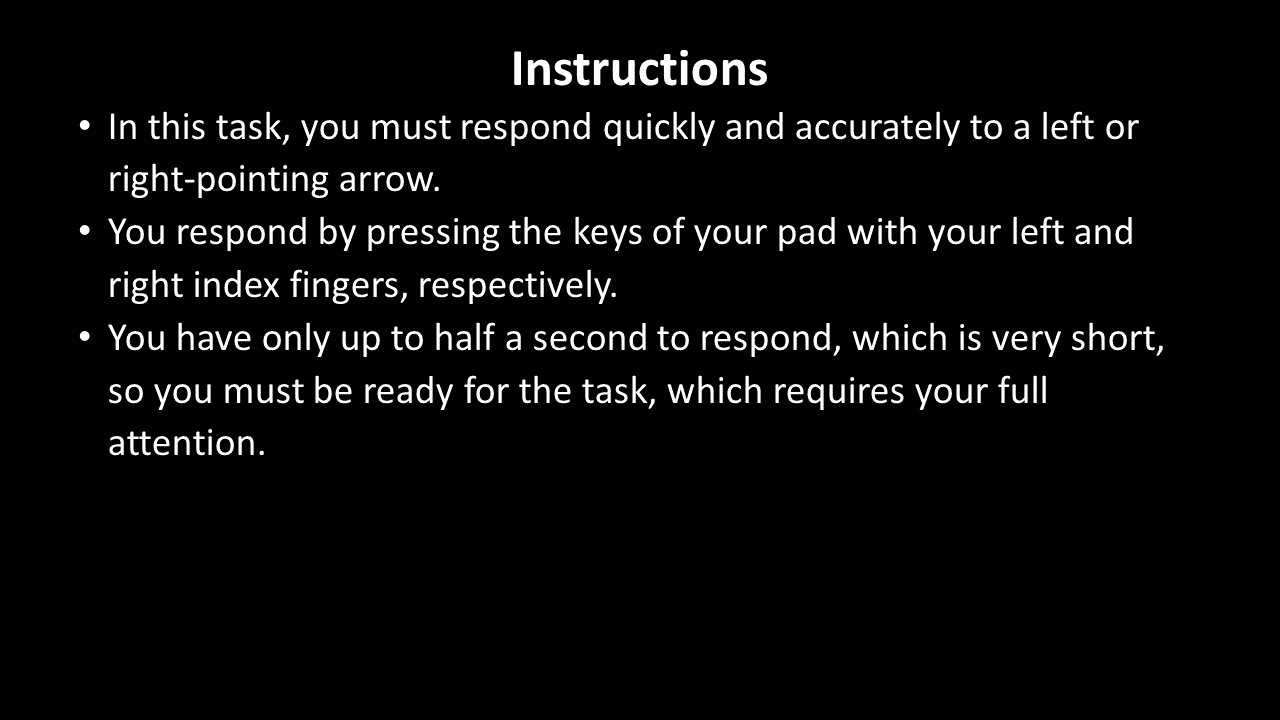 Instructions
• In this task, you must respond quickly and accurately to a left or
right-pointing arrow.
• You respond by pressing the keys of your pad with your left and
right index fingers, respectively.
• You have only up to half a second to respond, which is very short,
so you must be ready for the task, which requires your full
attention.